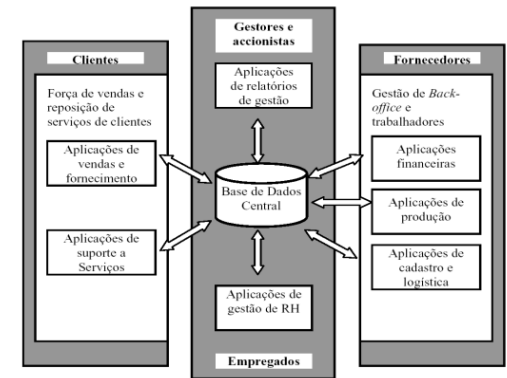 Clientes
Força de vendas e
reposição de
serviços de clientes
Aplicações de
vendas e
fornecimento
Aplicações de
suporte a
Serviços
Gestores e
accionistas
Aplicações
de relatórios
de gestão
Base de Dados
Central
Aplicações de
gestão de RH
Empregados
Fornecedores
Gestão de Back-
office e
trabalhadores
Aplicações
financeiras
Aplicações de
produção
Aplicações de
cadastro e
logística